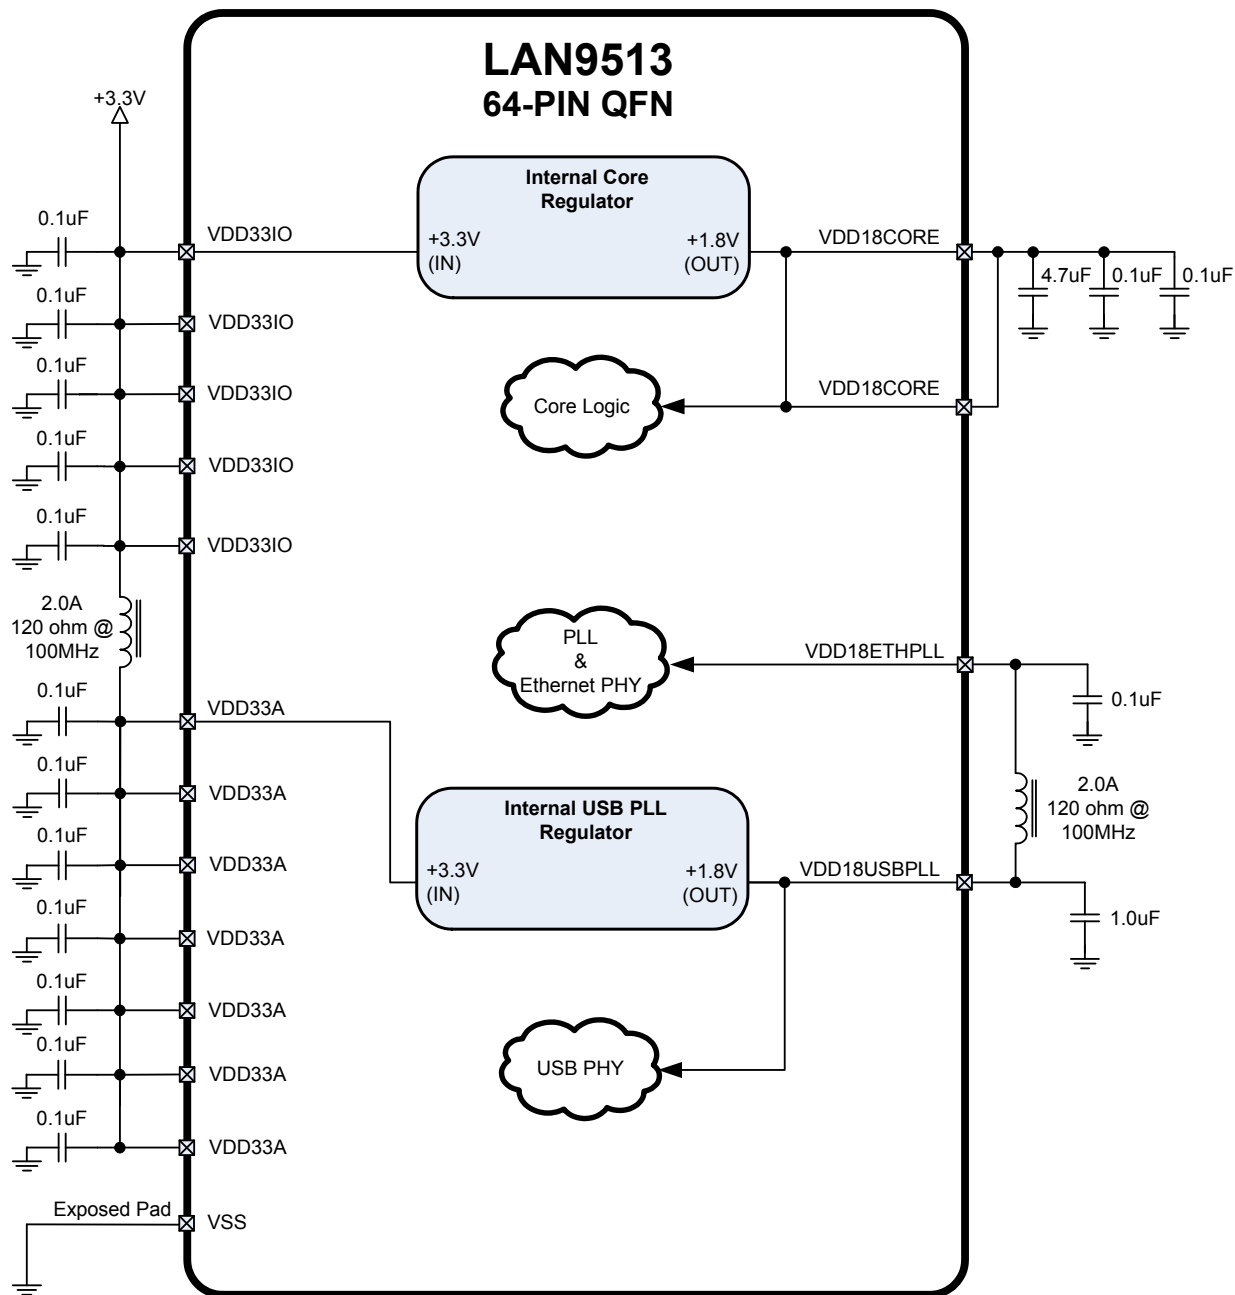 LAN9513
64-PIN QFN
+3.3V
Internal Core
Regulator
0.1uF
VDD33IO
+3.3V
(IN)
+1.8V
(OUT)
VDD18CORE
4.7uF
0.1uF
0.1uF
0.1uF
VDD33IO
0.1uF
VDD33IO
Core Logic
VDD18CORE
0.1uF
VDD33IO
0.1uF
VDD33IO
2.0A
120 ohm @
100MHz
PLL
&
Ethernet PHY
VDD18ETHPLL
0.1uF
0.1uF
VDD33A
0.1uF
VDD33A
Internal USB PLL
Regulator
2.0A
120 ohm @
100MHz
0.1uF
VDD33A
+3.3V
(IN)
+1.8V
(OUT)
VDD18USBPLL
1.0uF
0.1uF
VDD33A
0.1uF
VDD33A
0.1uF
VDD33A
USB PHY
0.1uF
VDD33A
Exposed Pad
VSS